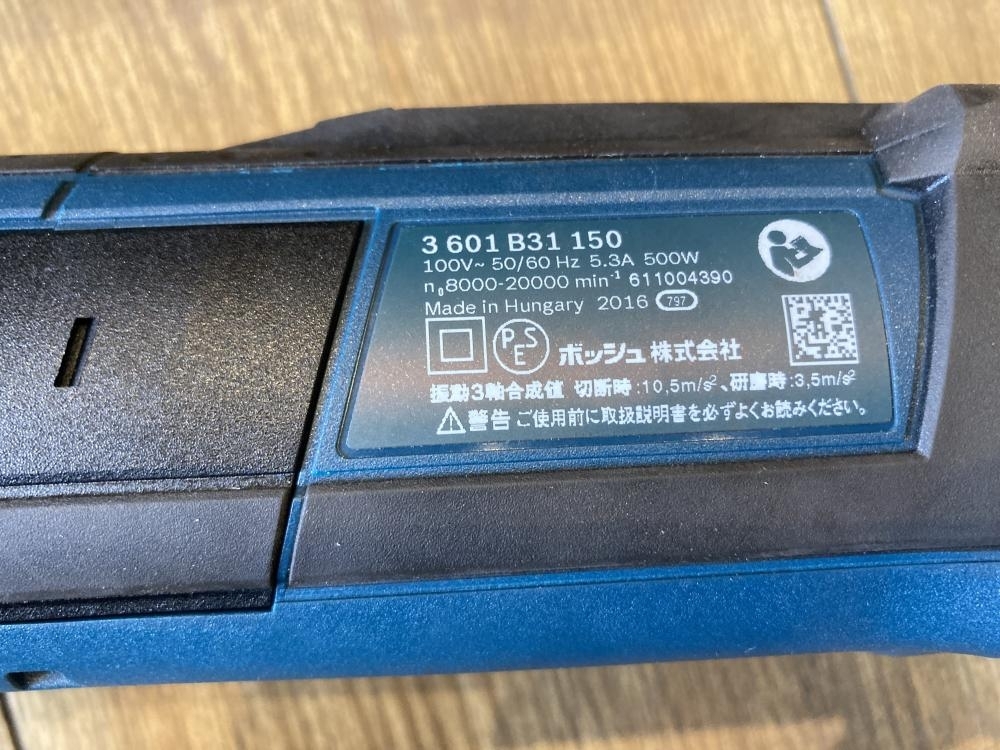 3 601 B31 150
100V~ 50/60 Hz 5.3A 500W
n₀8000-20000 min⁻¹ 611004390
Made in Hungary 2016 797
PSE ボッシュ株式会社
振動3軸合成値 切断時:10,5m/s²、研磨時:3,5m/s²
警告 ご使用前に取扱説明書を必ずよくお読みください。